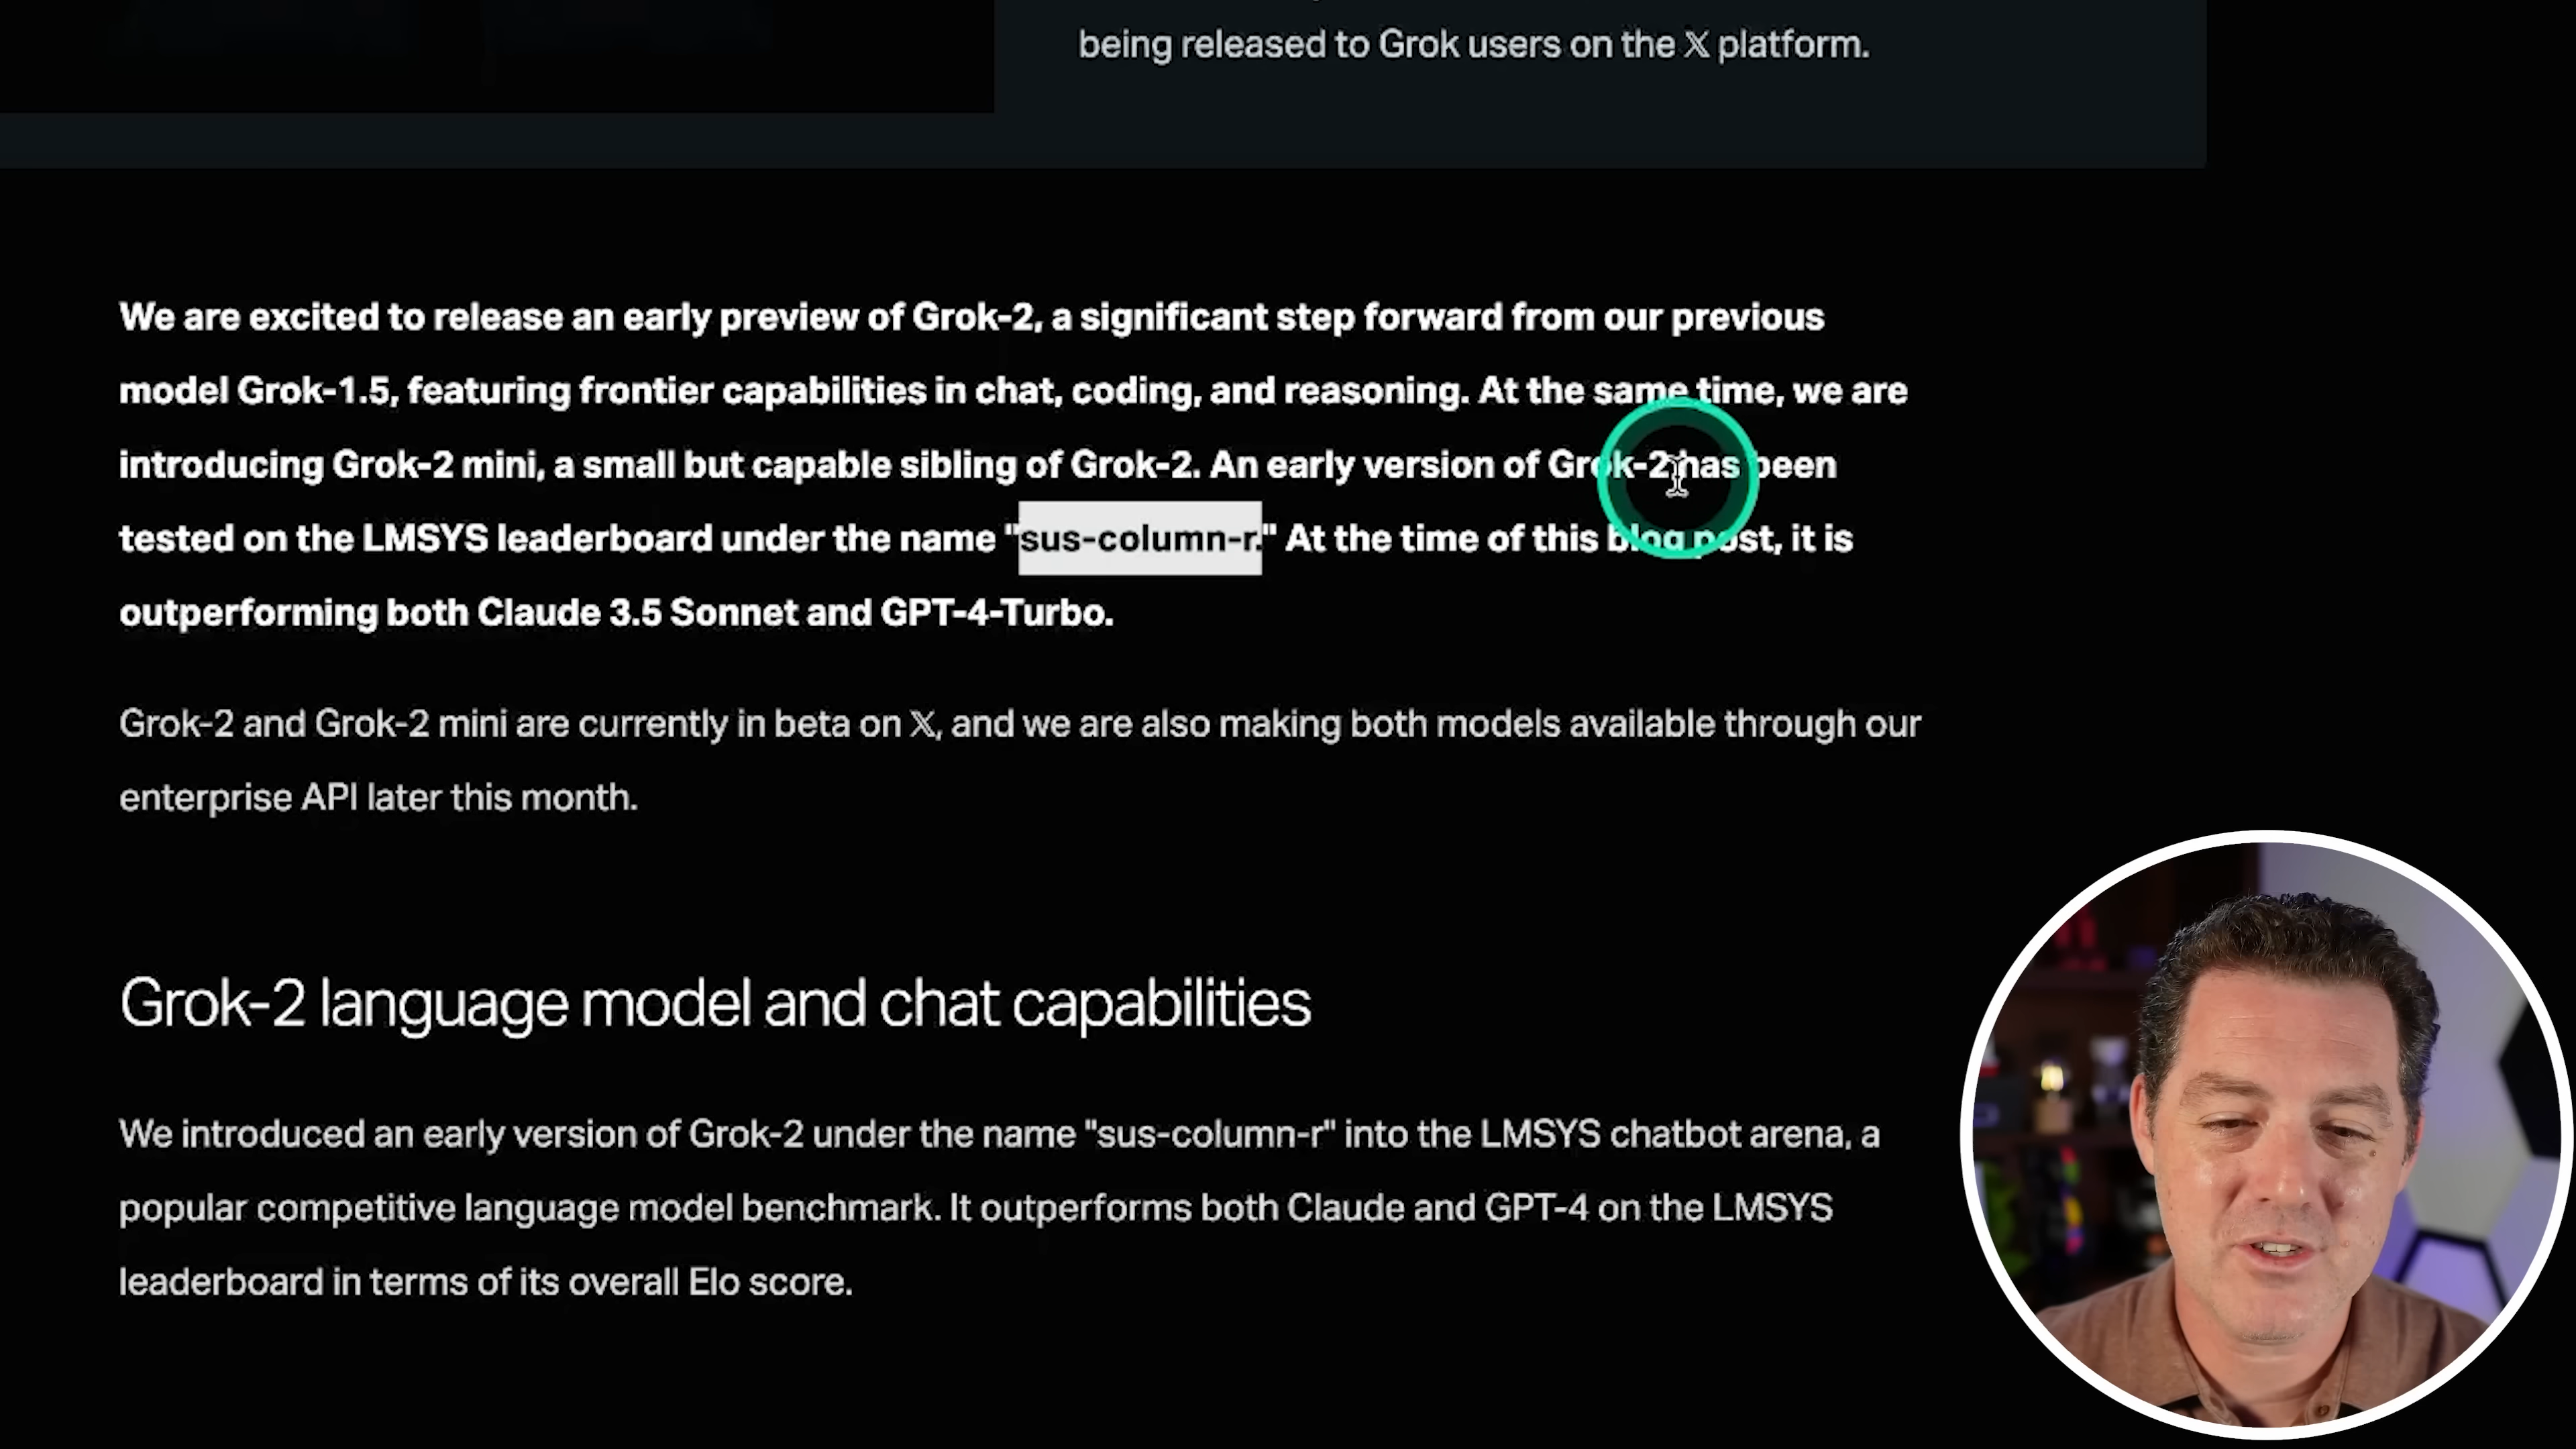 being released to Grok users on the 𝕏 platform.
We are excited to release an early preview of Grok-2, a significant step forward from our previous
model Grok-1.5, featuring frontier capabilities in chat, coding, and reasoning. At the same time, we are
introducing Grok-2 mini, a small but capable sibling of Grok-2. An early version of Grok-2 has been
tested on the LMSYS leaderboard under the name "sus-column-r." At the time of this blog post, it is
outperforming both Claude 3.5 Sonnet and GPT-4-Turbo.
Grok-2 and Grok-2 mini are currently in beta on 𝕏, and we are also making both models available through our
enterprise API later this month.
Grok-2 language model and chat capabilities
We introduced an early version of Grok-2 under the name "sus-column-r" into the LMSYS chatbot arena, a
popular competitive language model benchmark. It outperforms both Claude and GPT-4 on the LMSYS
leaderboard in terms of its overall Elo score.